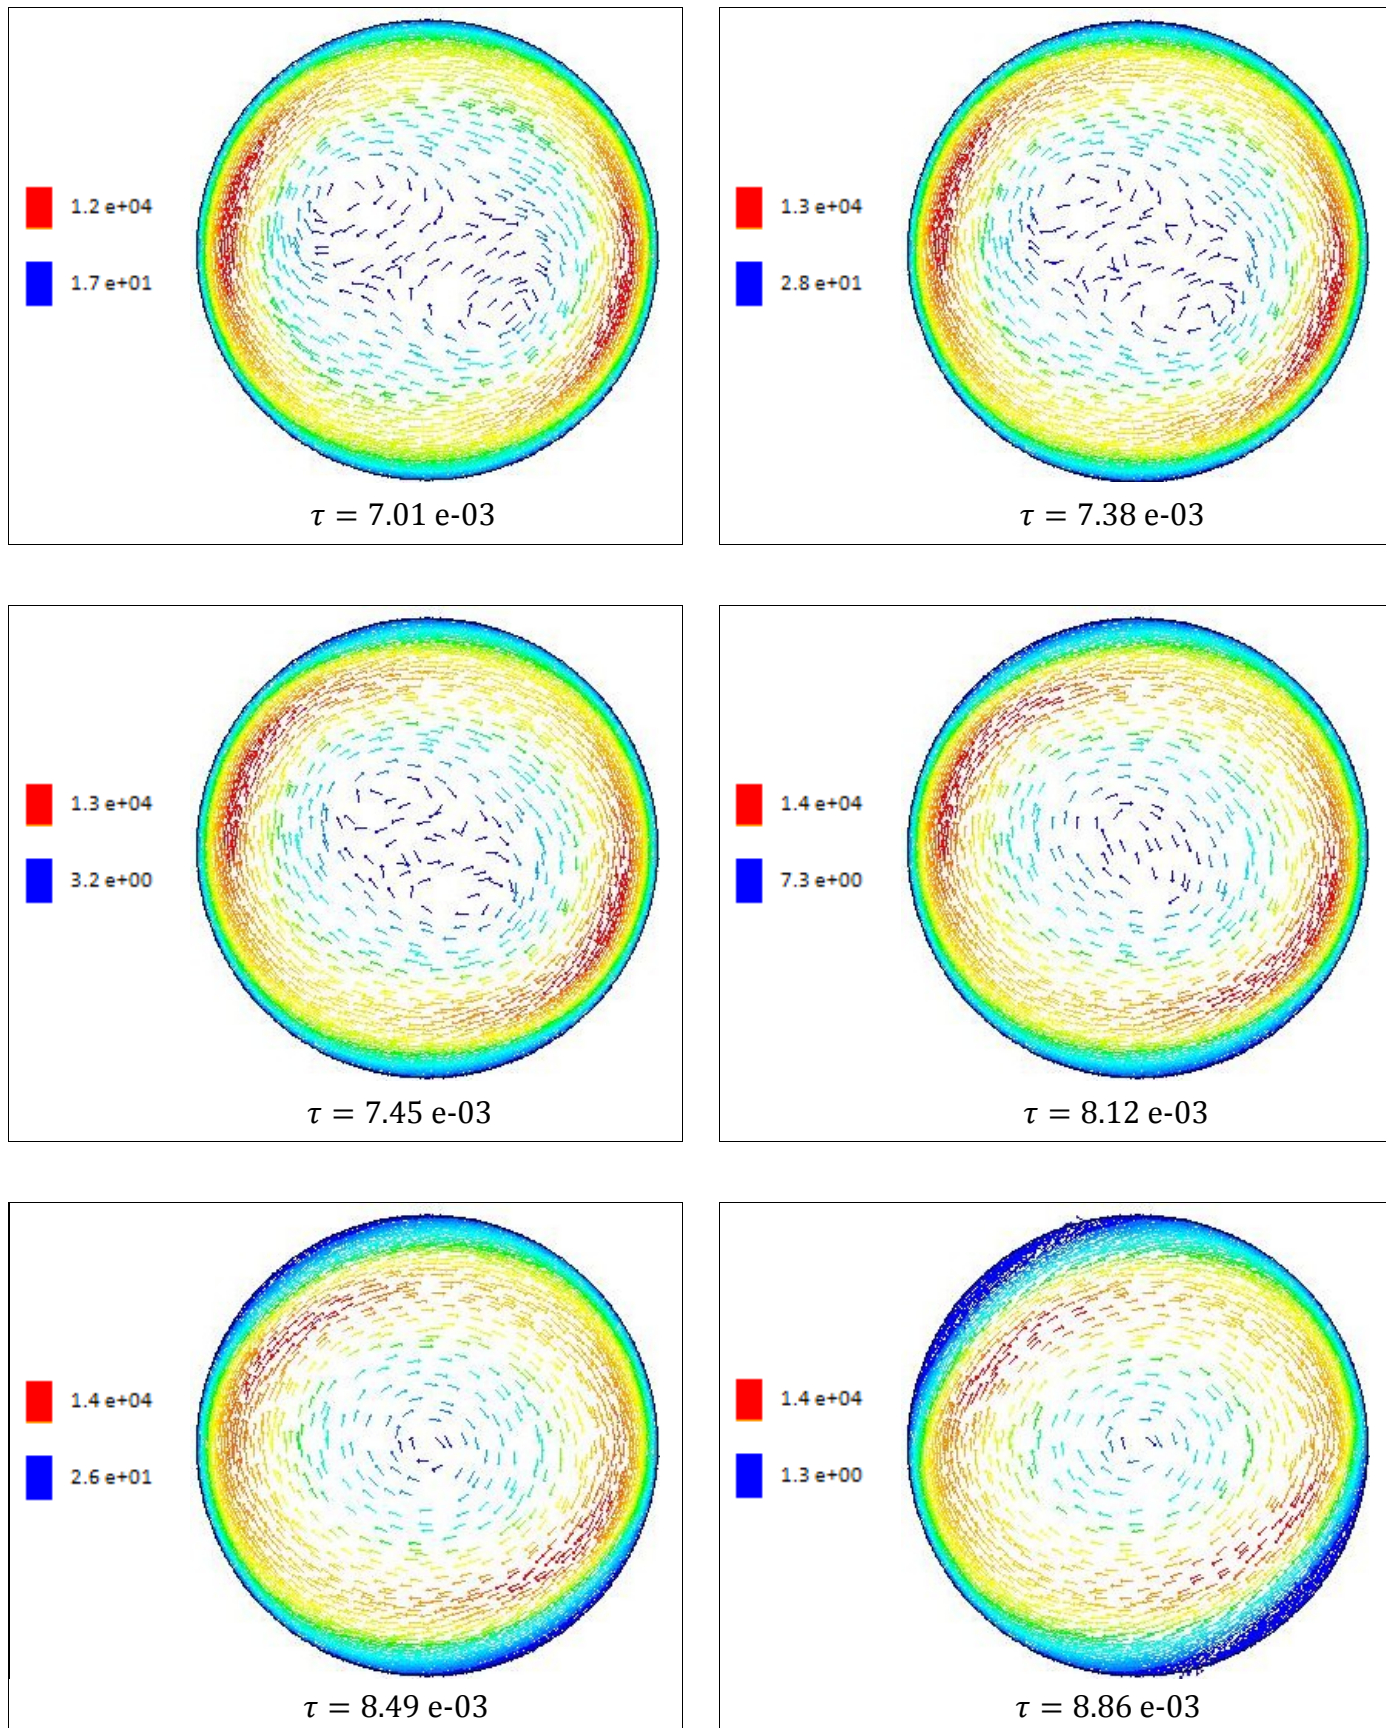 1.2 e+04
1.7 e+01
τ = 7.01 e-03
1.3 e+04
2.8 e+01
τ = 7.38 e-03
1.3 e+04
3.2 e+00
τ = 7.45 e-03
1.4 e+04
7.3 e+00
τ = 8.12 e-03
1.4 e+04
2.6 e+01
τ = 8.49 e-03
1.4 e+04
1.3 e+00
τ = 8.86 e-03